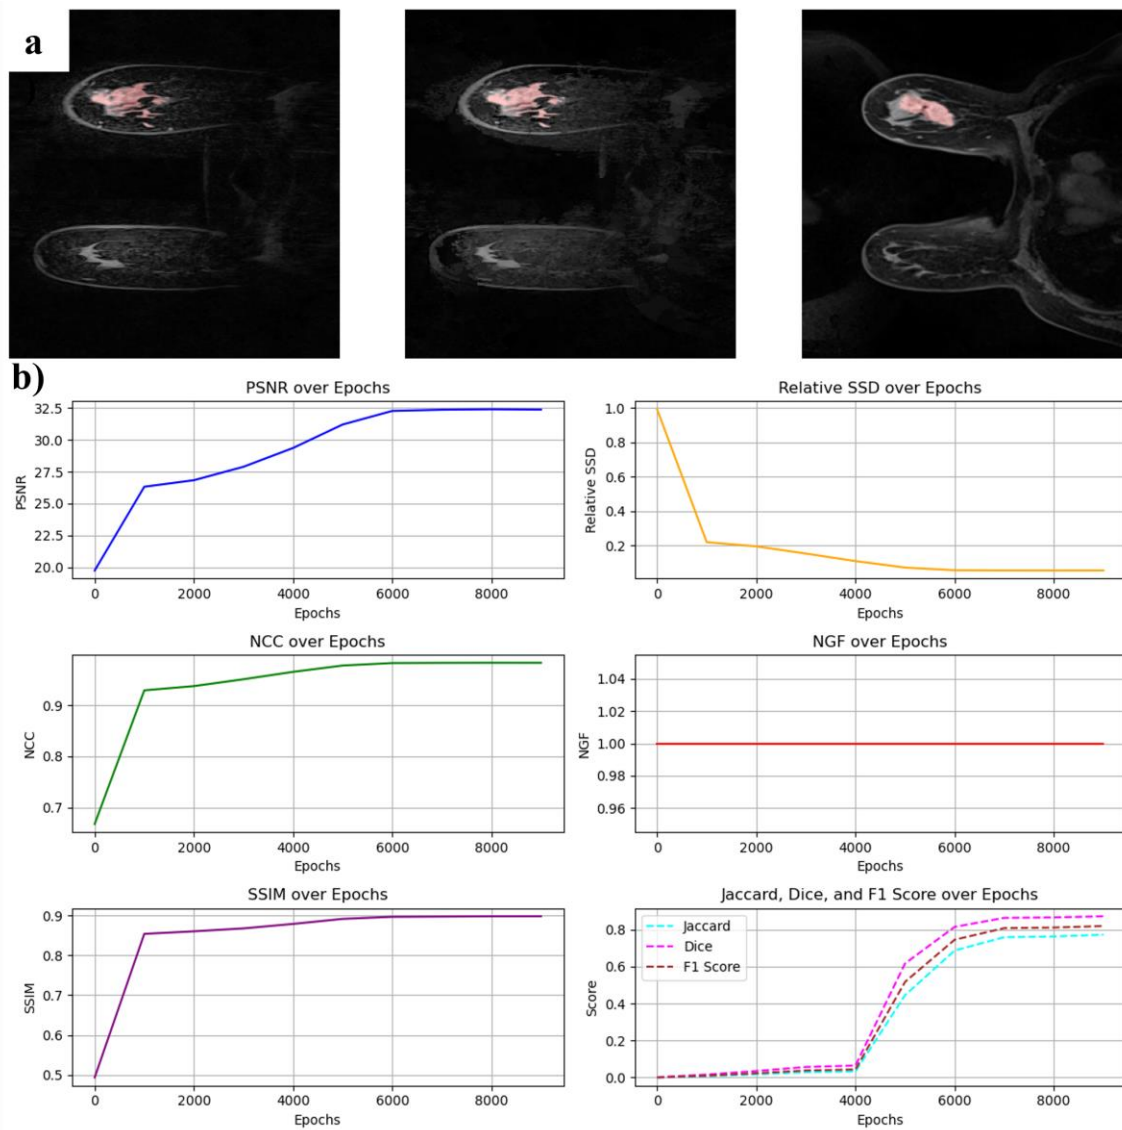 a
b)
PSNR over Epochs
PSNR
32.5
30.0
27.5
25.0
22.5
20.0
0 2000 4000 6000 8000
Epochs
Relative SSD over Epochs
Relative SSD
1.0
0.8
0.6
0.4
0.2
0 2000 4000 6000 8000
Epochs
NCC over Epochs
NCC
0.9
0.8
0.7
0 2000 4000 6000 8000
Epochs
NGF over Epochs
NGF
1.04
1.02
1.00
0.98
0.96
0 2000 4000 6000 8000
Epochs
SSIM over Epochs
SSIM
0.9
0.8
0.7
0.6
0.5
0 2000 4000 6000 8000
Epochs
Jaccard, Dice, and F1 Score over Epochs
Score
0.8
0.6
0.4
0.2
0.0
Jaccard
Dice
F1 Score
0 2000 4000 6000 8000
Epochs